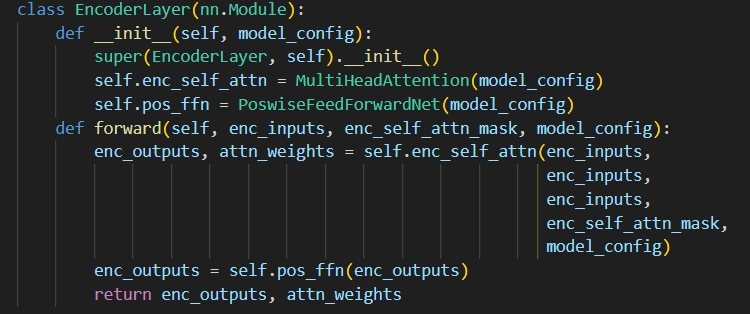 class EncoderLayer(nn.Module):
    def __init__(self, model_config):
        super(EncoderLayer, self).__init__()
        self.enc_self_attn = MultiHeadAttention(model_config)
        self.pos_ffn = PoswiseFeedForwardNet(model_config)
    def forward(self, enc_inputs, enc_self_attn_mask, model_config):
        enc_outputs, attn_weights = self.enc_self_attn(enc_inputs,
                                                       enc_inputs,
                                                       enc_inputs,
                                                       enc_self_attn_mask,
                                                       model_config)
        enc_outputs = self.pos_ffn(enc_outputs)
        return enc_outputs, attn_weights